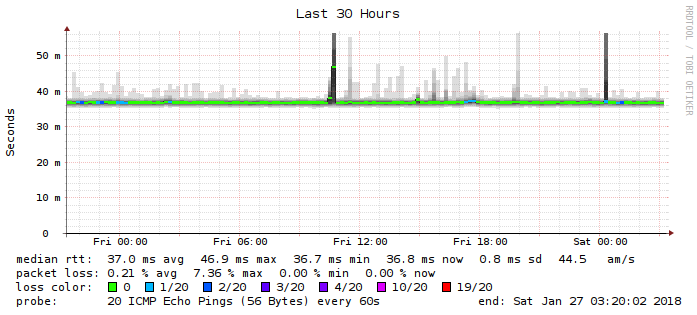 Last 30 Hours
RRDTOOL / TOBI OETIKER
Seconds
50 m
40 m
30 m
20 m
10 m
0
Fri 00:00 Fri 06:00 Fri 12:00 Fri 18:00 Sat 00:00
median rtt: 37.0 ms avg 46.9 ms max 36.7 ms min 36.8 ms now 0.8 ms sd 44.5 am/s
packet loss: 0.21 % avg 7.36 % max 0.00 % min 0.00 % now
loss color: 0 1/20 2/20 3/20 4/20 10/20 19/20
probe: 20 ICMP Echo Pings (56 Bytes) every 60s end: Sat Jan 27 03:20:02 2018